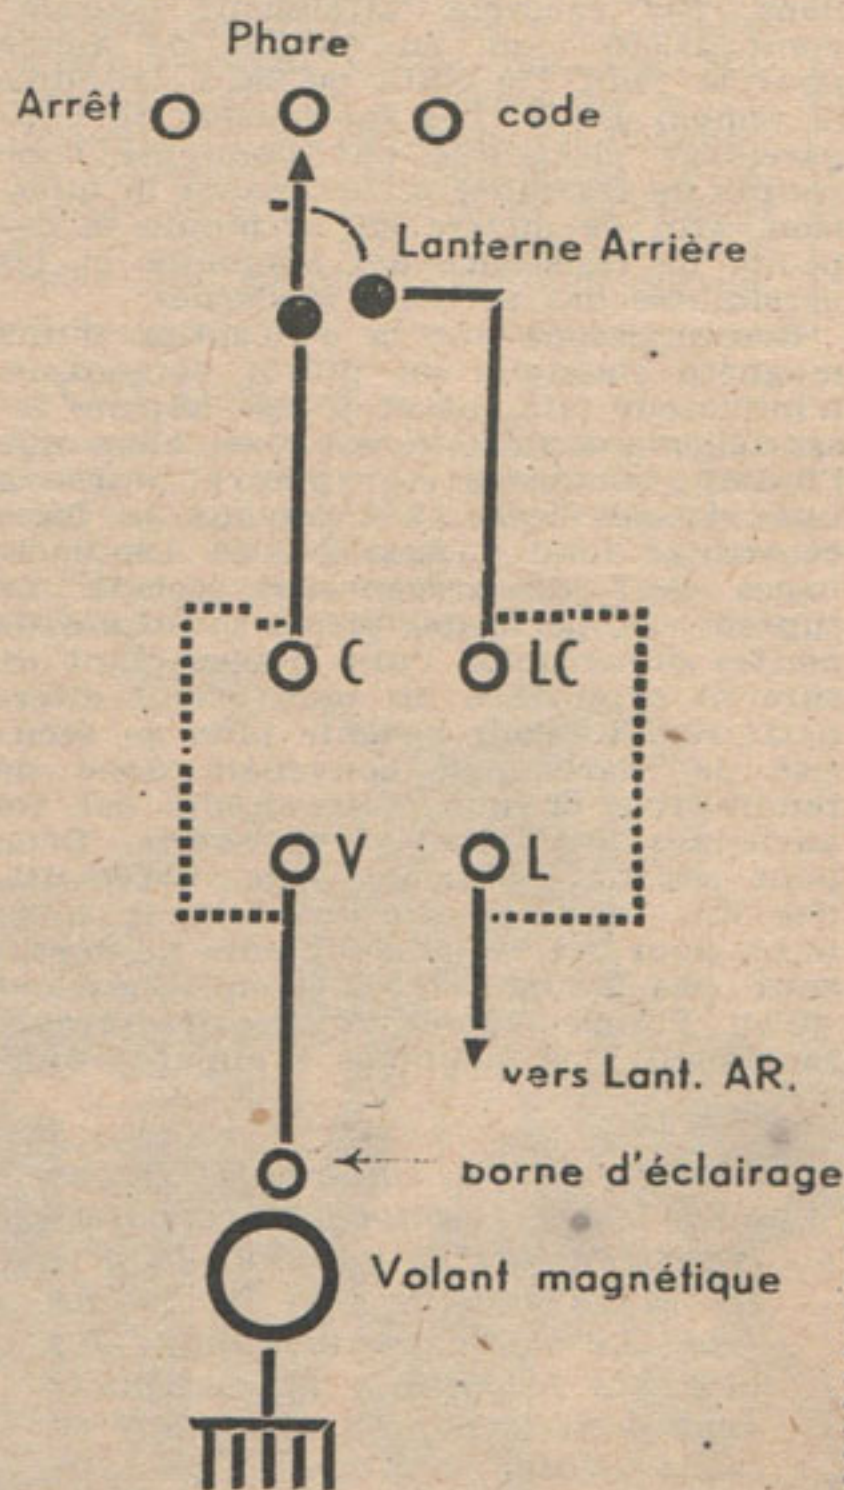 Phare
Arrêt
code
Lanterne Arrière
C
LC
V
L
vers Lant. AR.
borne d'éclairage
Volant magnétique